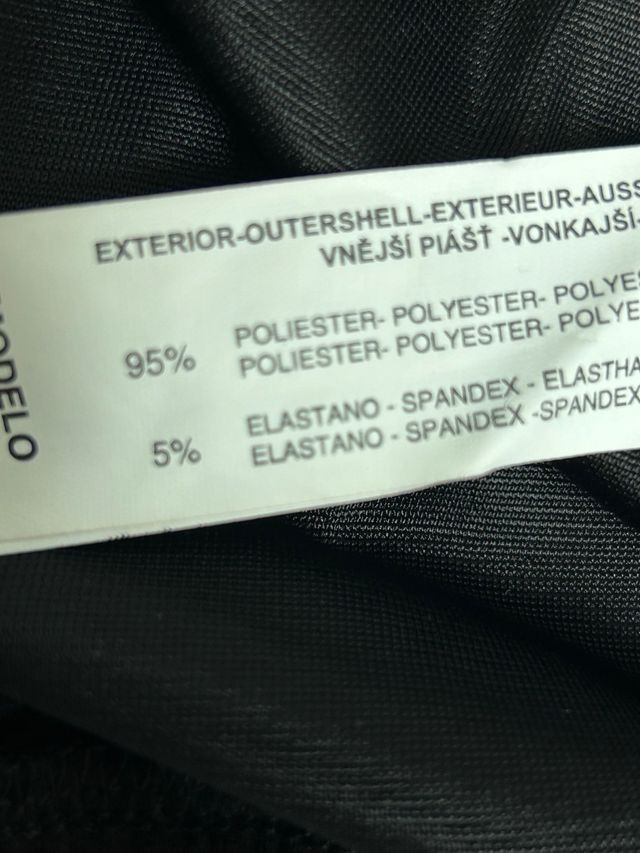 EXTERIOR-OUTERSHELL-EXTERIEUR-AUSS
VNĚJŠÍ PIÁŠŤ -VONKAJŠÍ-
95% POLIESTER- POLYESTER- POLYES
POLIESTER- POLYESTER- POLYE
5% ELASTANO - SPANDEX - ELASTHA
ELASTANO - SPANDEX -SPANDEX
MODELO